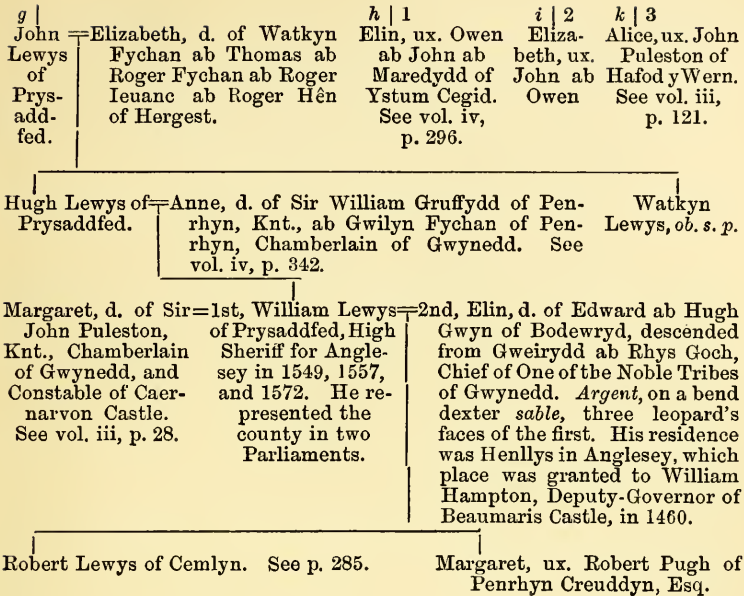 g | h | 1 i | 2 k | 3
John Lewys of Prys-
add-
fed.
Elizabeth, d. of Watkyn
Fychan ab Thomas ab
Roger Fychan ab Roger
Ieuanc ab Roger Hên
of Hergest.
Elin, ux. Owen
ab John ab
Maredydd of
Ystum Cegid.
See vol. iv,
p. 296.
Eliza-
beth, ux.
John ab
Owen
Alice, ux. John
Puleston of
Hafod y Wern.
See vol. iii,
p. 121.
Hugh Lewys of
Prysaddfed.
Anne, d. of Sir William Gruffydd of Pen-
rhyn, Knt., ab Gwilyn Fychan of Pen-
rhyn, Chamberlain of Gwynedd. See
vol. iv, p. 342.
Watkyn
Lewys, ob. s. p.
Margaret, d. of Sir
John Puleston,
Knt., Chamberlain
of Gwynedd, and
Constable of Caer-
narvon Castle.
See vol. iii, p. 28.
=1st, William Lewys
of Prysaddfed, High
Sheriff for Angle-
sey in 1549, 1557,
and 1572. He re-
presented the
county in two
Parliaments.
=2nd, Elin, d. of Edward ab Hugh
Gwyn of Bodewryd, descended
from Gweirydd ab Rhys Goch,
Chief of One of the Noble Tribes
of Gwynedd. Argent, on a bend
dexter sable, three leopard's
faces of the first. His residence
was Henllys in Anglesey, which
place was granted to William
Hampton, Deputy-Governor of
Beaumaris Castle, in 1460.
Robert Lewys of Cemlyn. See p. 285.
Margaret, ux. Robert Pugh of
Penrhyn Creuddyn, Esq.